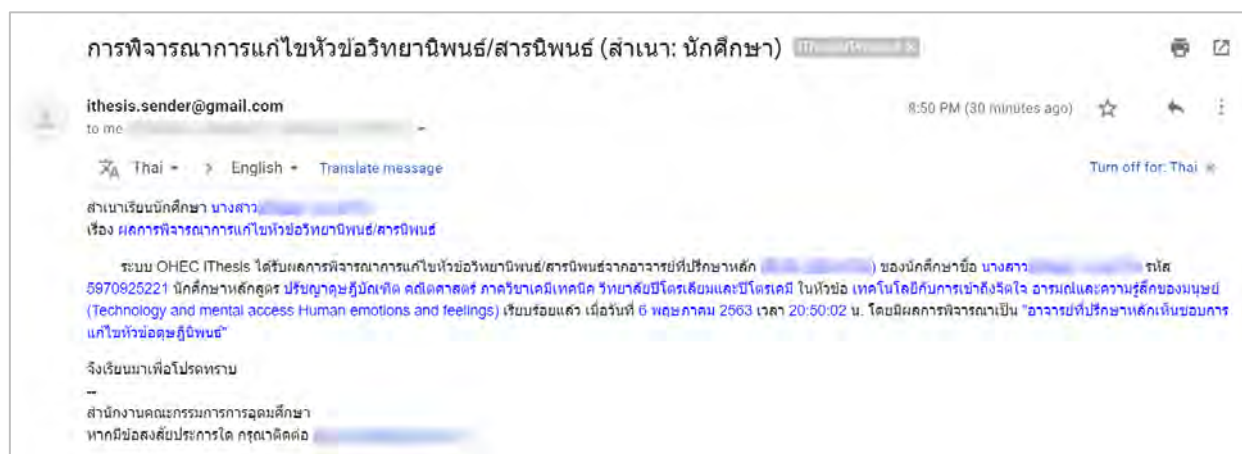 การพิจารณาการแก้ไขหัวข้อวิทยานิพนธ์/สารนิพนธ์ (สำเนา: นักศึกษา)
ithesis.sender@gmail.com
8:50 PM (30 minutes ago)
to me
Thai > English Translate message
Turn off for: Thai ×
สำเนาเรียนนักศึกษา นางสาว
เรื่อง ผลการพิจารณาการแก้ไขหัวข้อวิทยานิพนธ์/สารนิพนธ์
ระบบ OHEC IThesis ได้รับผลการพิจารณาการแก้ไขหัวข้อวิทยานิพนธ์/สารนิพนธ์จากอาจารย์ที่ปรึกษาหลัก ( ) ของนักศึกษาชื่อ นางสาว รหัส
5970925221 นักศึกษาหลักสูตร ปรัชญาดุษฎีบัณฑิต คณิตศาสตร์ ภาควิชาเคมีเทคนิค วิทยาลัยปิโตรเลียมและปิโตรเคมี ในหัวข้อ เทคโนโลยีกับการเข้าถึงจิตใจ อารมณ์และความรู้สึกของมนุษย์
(Technology and mental access Human emotions and feelings) เรียบร้อยแล้ว เมื่อวันที่ 6 พฤษภาคม 2563 เวลา 20:50:02 น. โดยมีผลการพิจารณาเป็น "อาจารย์ที่ปรึกษาหลักเห็นชอบการ
แก้ไขหัวข้อดุษฎีนิพนธ์"
จึงเรียนมาเพื่อโปรดทราบ
--
สำนักงานคณะกรรมการการอุดมศึกษา
หากมีข้อสงสัยประการใด กรุณาติดต่อ